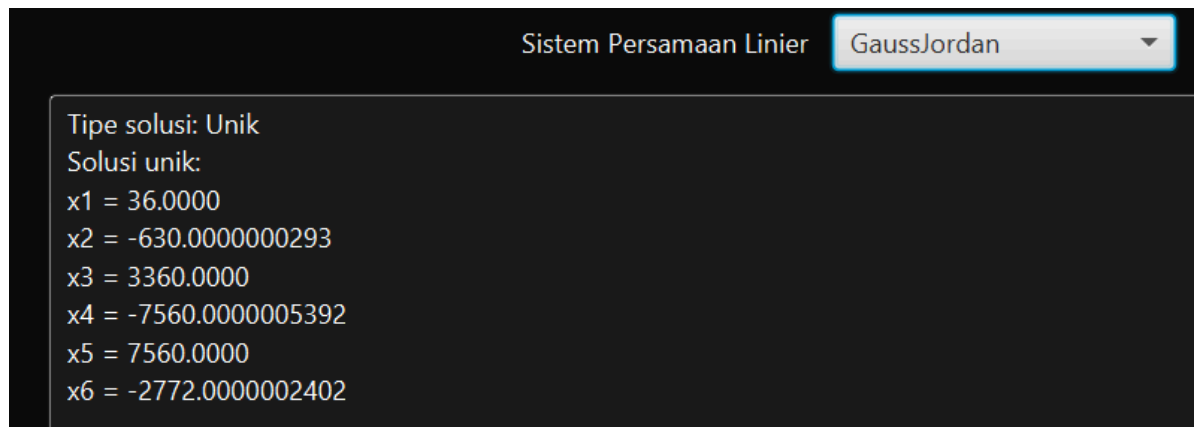 Sistem Persamaan Linier GaussJordan
Tipe solusi: Unik
Solusi unik:
x1 = 36.0000
x2 = -630.0000000293
x3 = 3360.0000
x4 = -7560.0000005392
x5 = 7560.0000
x6 = -2772.0000002402